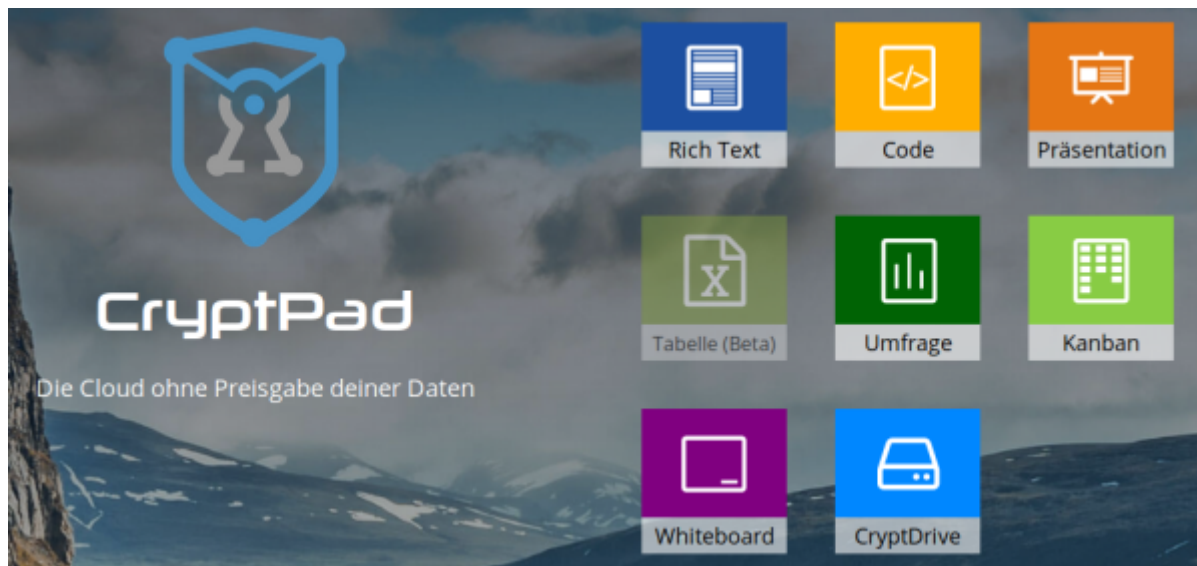 CryptPad
Die Cloud ohne Preisgabe deiner Daten
Rich Text
</>
Code
Präsentation
X
Tabelle (Beta)
Umfrage
Kanban
Whiteboard
CryptDrive